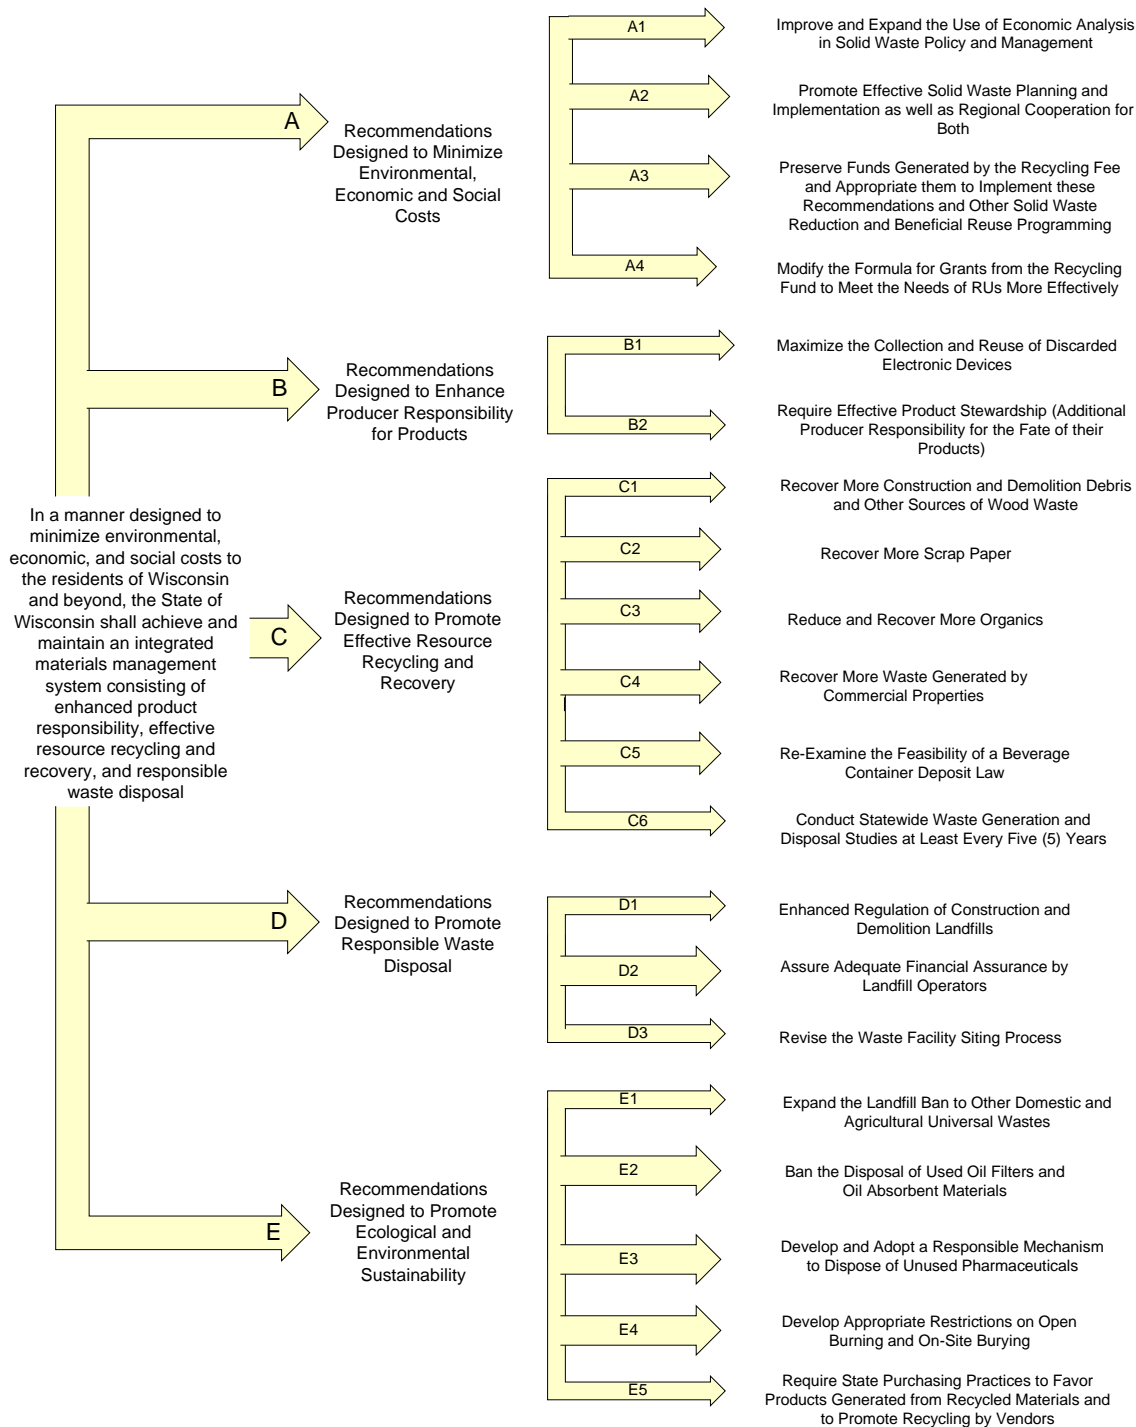 In a manner designed to
minimize environmental,
economic, and social costs to
the residents of Wisconsin
and beyond, the State of
Wisconsin shall achieve and
maintain an integrated
materials management
system consisting of
enhanced product
responsibility, effective
resource recycling and
recovery, and responsible
waste disposal
A
Recommendations
Designed to Minimize
Environmental,
Economic and Social
Costs
A1
Improve and Expand the Use of Economic Analysis
in Solid Waste Policy and Management
A2
Promote Effective Solid Waste Planning and
Implementation as well as Regional Cooperation for
Both
A3
Preserve Funds Generated by the Recycling Fee
and Appropriate them to Implement these
Recommendations and Other Solid Waste
Reduction and Beneficial Reuse Programming
A4
Modify the Formula for Grants from the Recycling
Fund to Meet the Needs of RUs More Effectively
B
Recommendations
Designed to Enhance
Producer Responsibility
for Products
B1
Maximize the Collection and Reuse of Discarded
Electronic Devices
B2
Require Effective Product Stewardship (Additional
Producer Responsibility for the Fate of their
Products)
C
Recommendations
Designed to Promote
Effective Resource
Recycling and
Recovery
C1
Recover More Construction and Demolition Debris
and Other Sources of Wood Waste
C2
Recover More Scrap Paper
C3
Reduce and Recover More Organics
C4
Recover More Waste Generated by
Commercial Properties
C5
Re-Examine the Feasibility of a Beverage
Container Deposit Law
C6
Conduct Statewide Waste Generation and
Disposal Studies at Least Every Five (5) Years
D
Recommendations
Designed to Promote
Responsible Waste
Disposal
D1
Enhanced Regulation of Construction and
Demolition Landfills
D2
Assure Adequate Financial Assurance by
Landfill Operators
D3
Revise the Waste Facility Siting Process
E
Recommendations
Designed to Promote
Ecological and
Environmental
Sustainability
E1
Expand the Landfill Ban to Other Domestic and
Agricultural Universal Wastes
E2
Ban the Disposal of Used Oil Filters and
Oil Absorbent Materials
E3
Develop and Adopt a Responsible Mechanism
to Dispose of Unused Pharmaceuticals
E4
Develop Appropriate Restrictions on Open
Burning and On-Site Burying
E5
Require State Purchasing Practices to Favor
Products Generated from Recycled Materials and
to Promote Recycling by Vendors